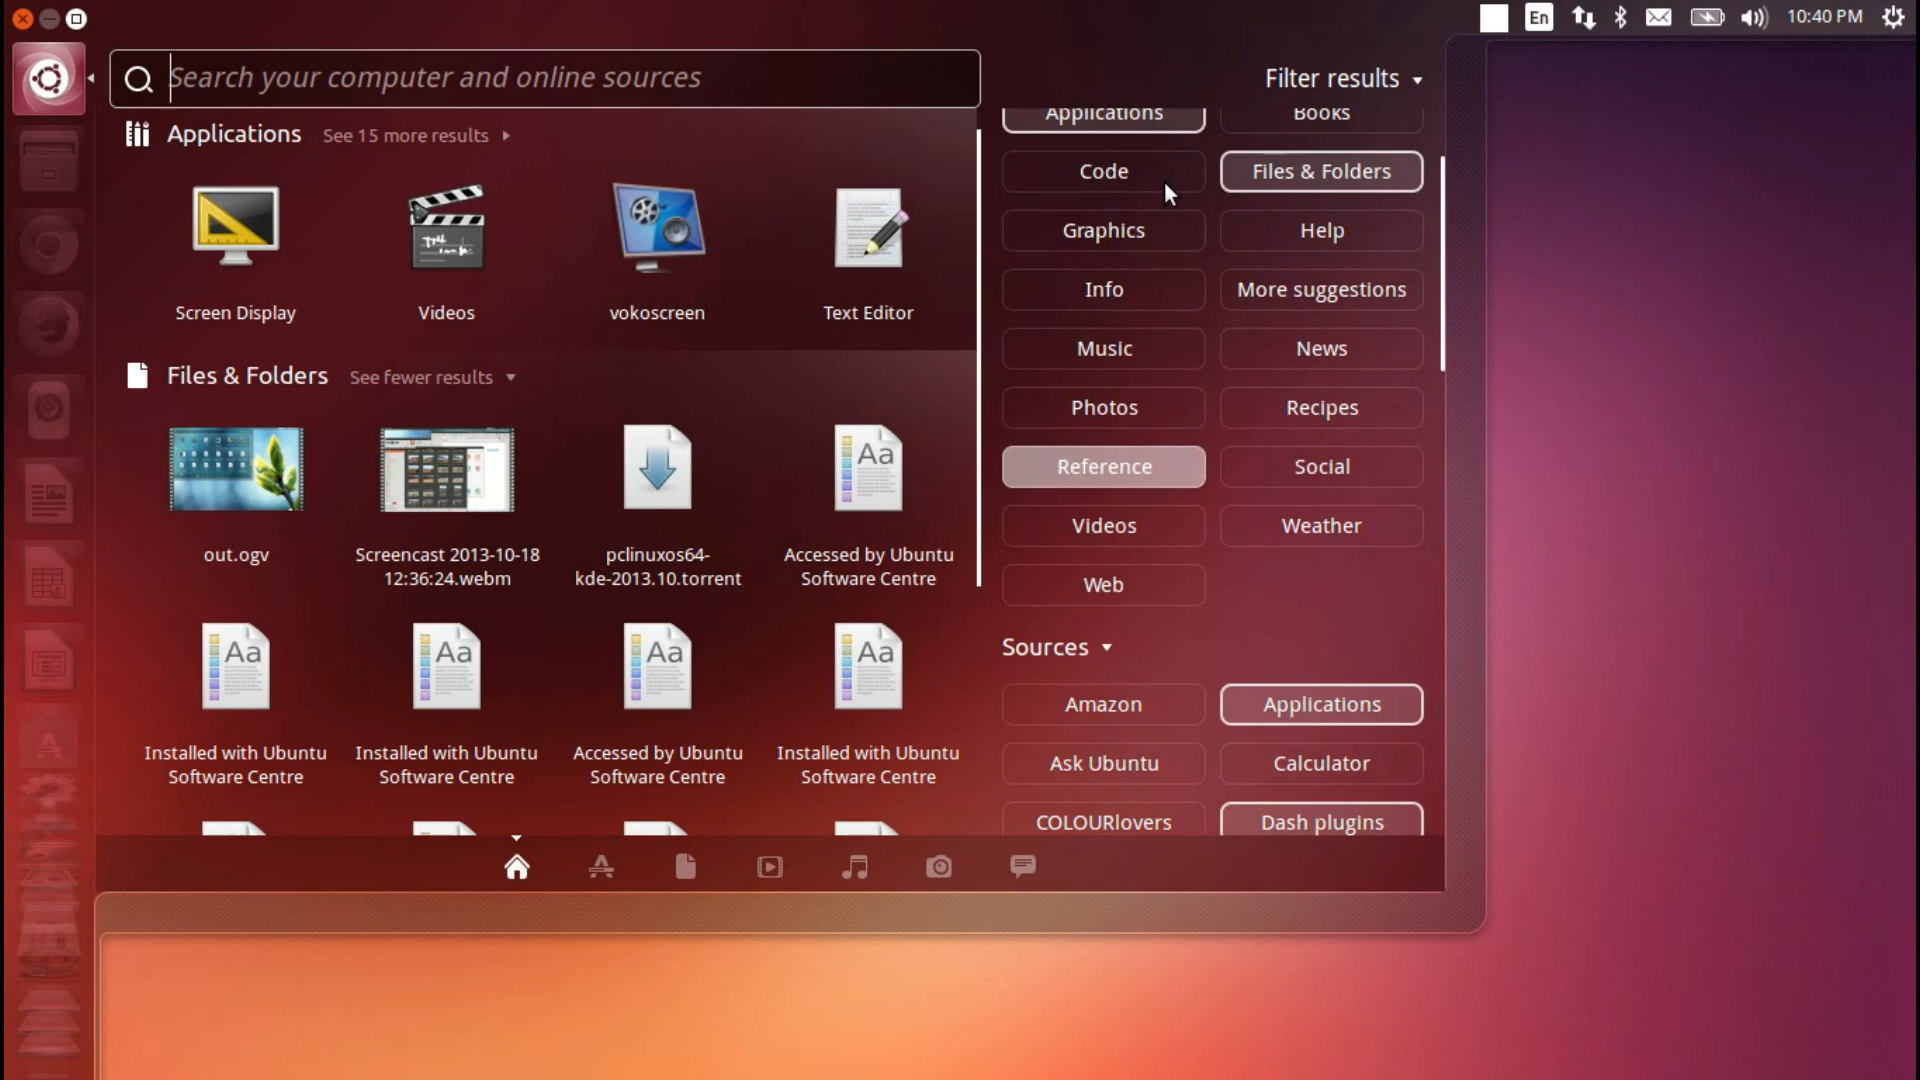 En
10:40 PM
Search your computer and online sources
Filter results
Applications See 15 more results
Screen Display
Videos
vokoscreen
Text Editor
Files & Folders See fewer results
out.ogv
Screencast 2013-10-18
12:36:24.webm
pclinuxos64-
kde-2013.10.torrent
Accessed by Ubuntu
Software Centre
Installed with Ubuntu
Software Centre
Installed with Ubuntu
Software Centre
Accessed by Ubuntu
Software Centre
Installed with Ubuntu
Software Centre
Applications
Books
Code
Files & Folders
Graphics
Help
Info
More suggestions
Music
News
Photos
Recipes
Reference
Social
Videos
Weather
Web
Sources
Amazon
Applications
Ask Ubuntu
Calculator
COLOURlovers
Dash plugins